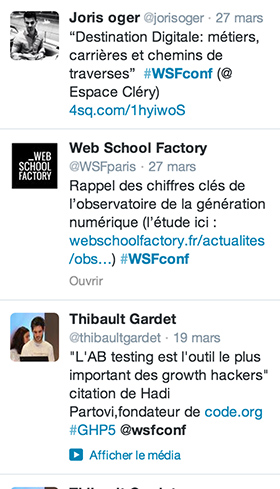 Joris oger @jorisoger · 27 mars
“Destination Digitale: métiers,
carrières et chemins de
traverses” #WSFconf (@
Espace Cléry)
4sq.com/1hyiwoS
_WEB
SCHOOL
FACTORY
Web School Factory
@WSFparis · 27 mars
Rappel des chiffres clés de
l’observatoire de la génération
numérique (l’étude ici :
webschoolfactory.fr/actualites
/obs…) #WSFconf
Ouvrir
Thibault Gardet
@thibaultgardet · 19 mars
"L'AB testing est l'outil le plus
important des growth hackers"
citation de Hadi
Partovi,fondateur de code.org
#GHP5 @wsfconf
Afficher le média